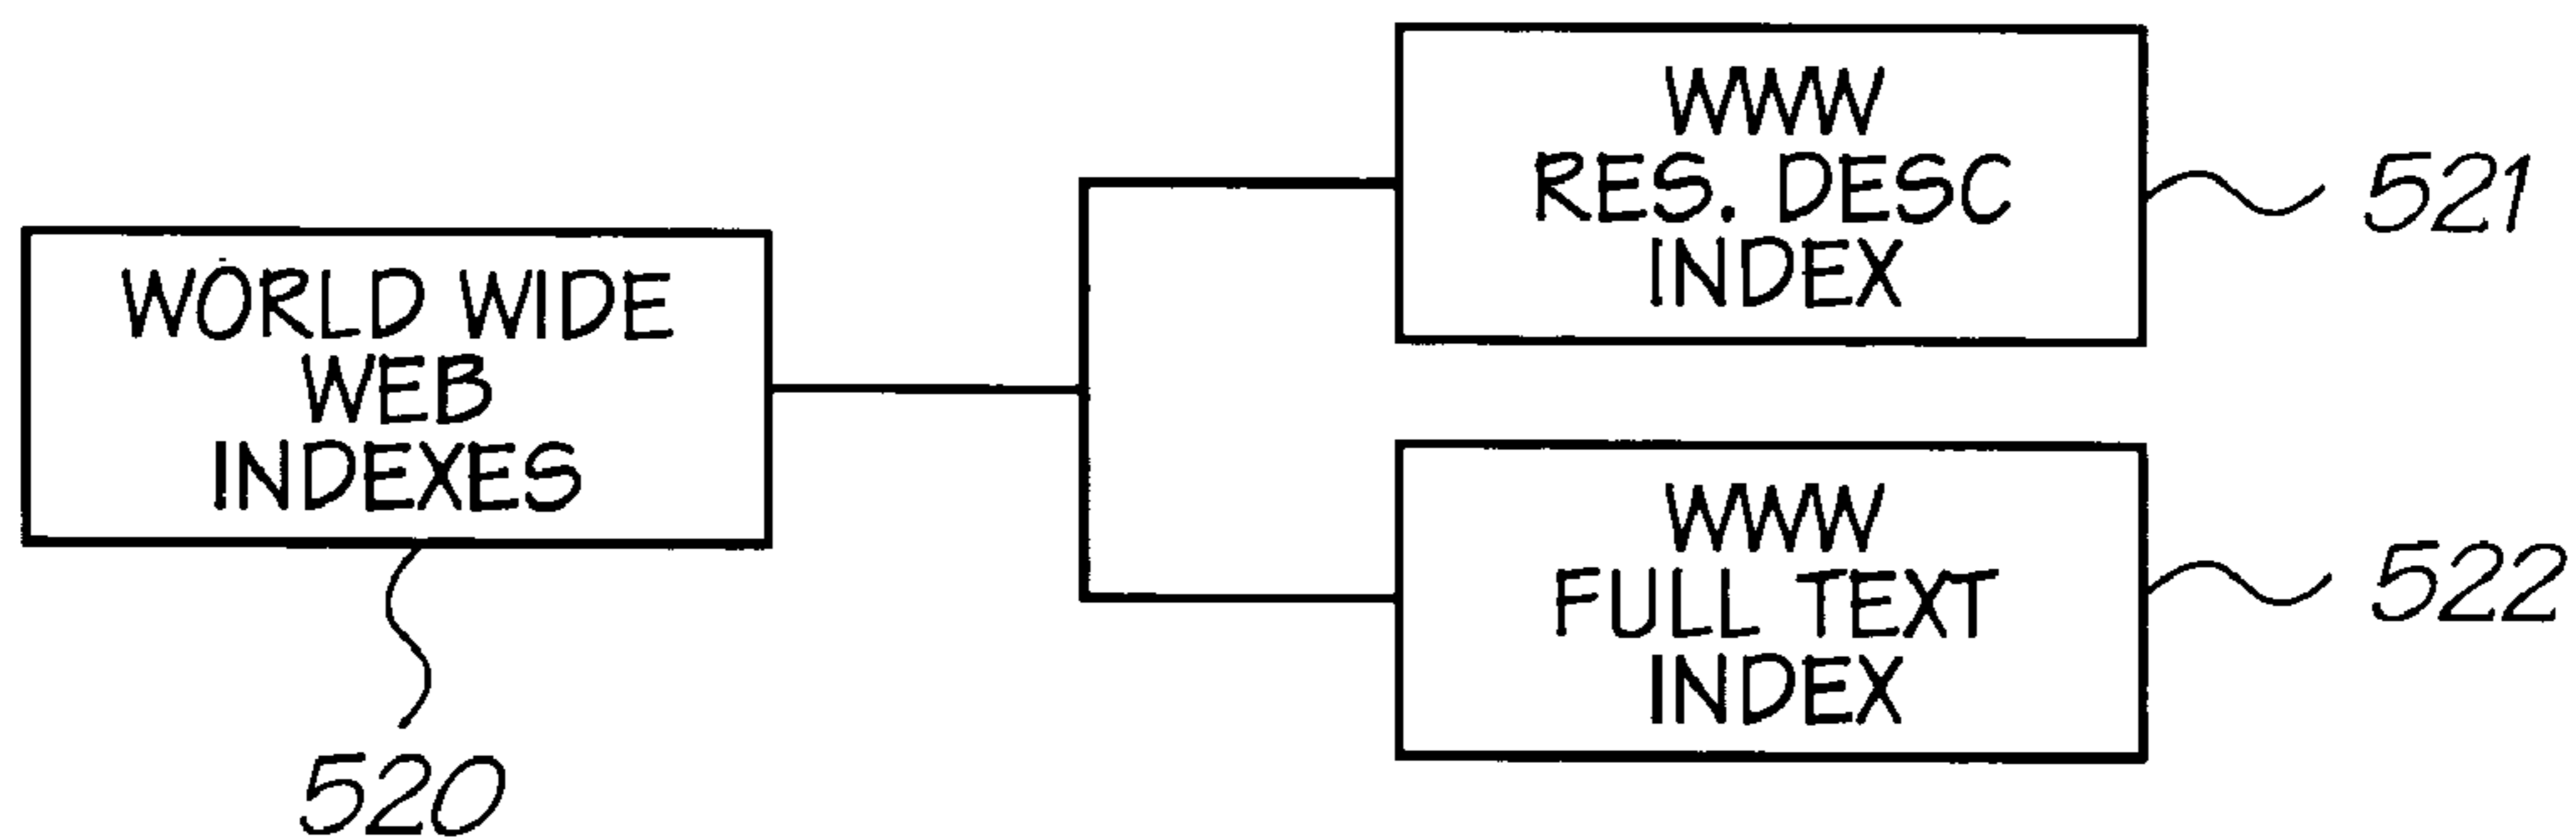 WORLD WIDE
WEB
INDEXES
520
WWW
RES. DESC
INDEX
521
WWW
FULL TEXT
INDEX
522